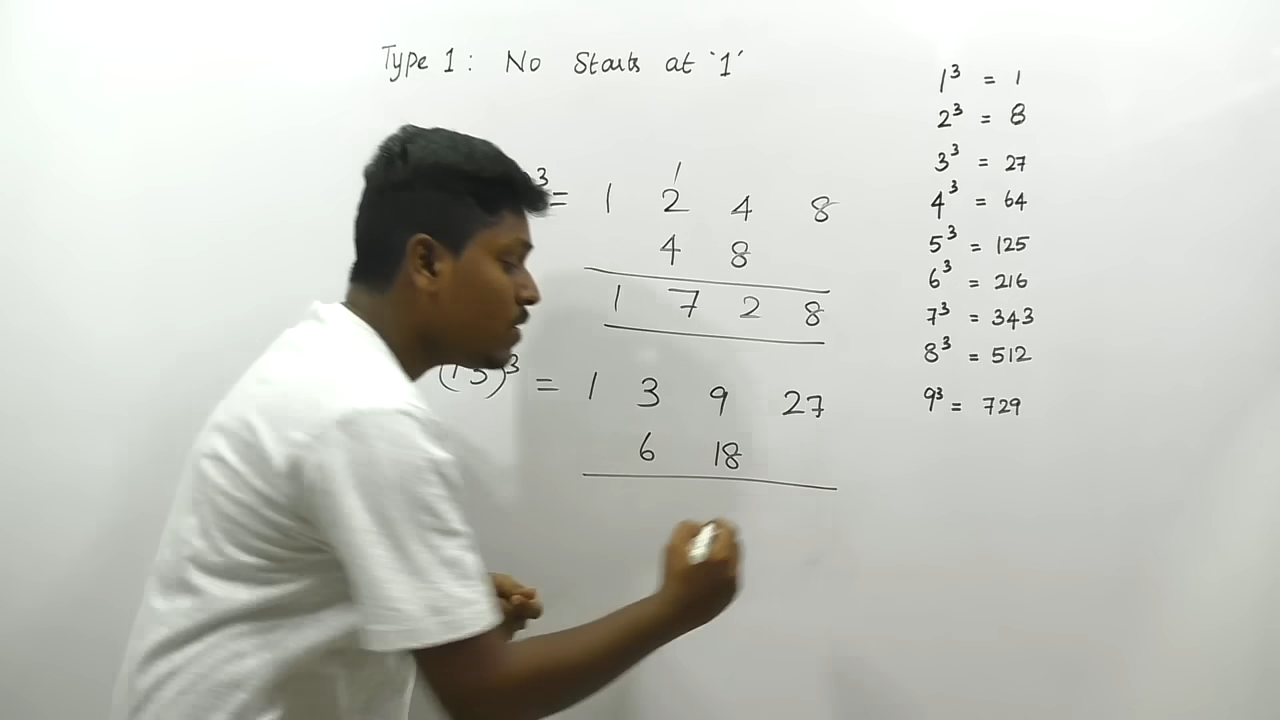 Type 1 : No Starts at '1'
3 = 1 2 4 8
1
4 8
1 7 2 8
(13)³ = 1 3 9 27
6 18
1³ = 1
2³ = 8
3³ = 27
4³ = 64
5³ = 125
6³ = 216
7³ = 343
8³ = 512
9³ = 729